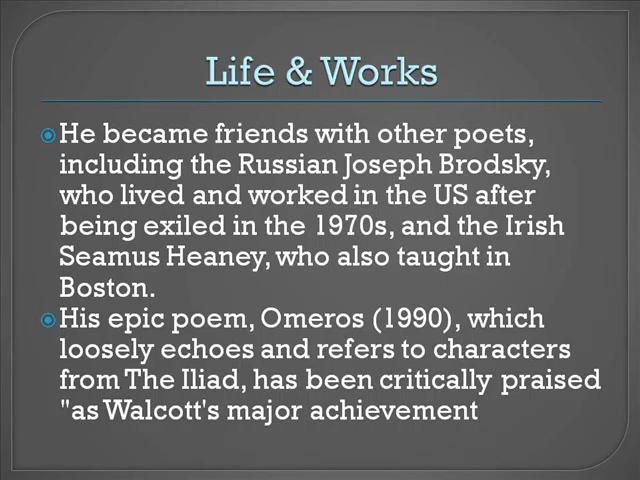 Life & Works
He became friends with other poets,
including the Russian Joseph Brodsky,
who lived and worked in the US after
being exiled in the 1970s, and the Irish
Seamus Heaney, who also taught in
Boston.
His epic poem, Omeros (1990), which
loosely echoes and refers to characters
from The Iliad, has been critically praised
"as Walcott's major achievement